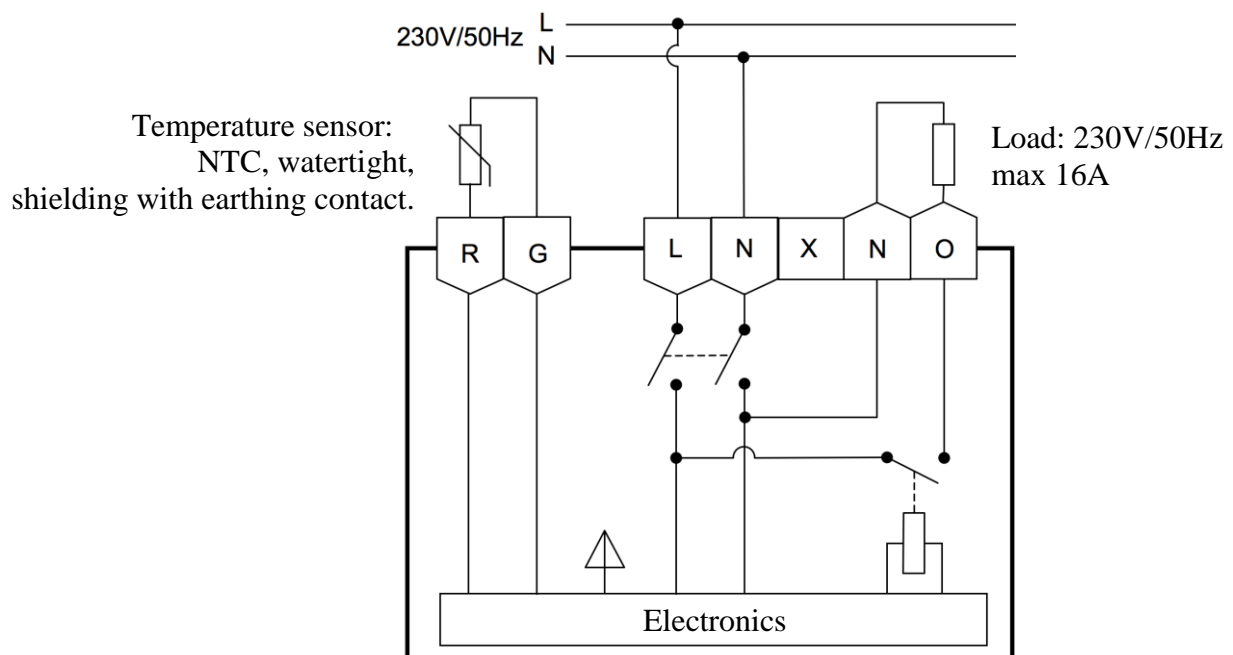 230V/50Hz
L
N
Temperature sensor:
NTC, watertight,
shielding with earthing contact.
Load: 230V/50Hz
max 16A
R G L N X N O
Electronics